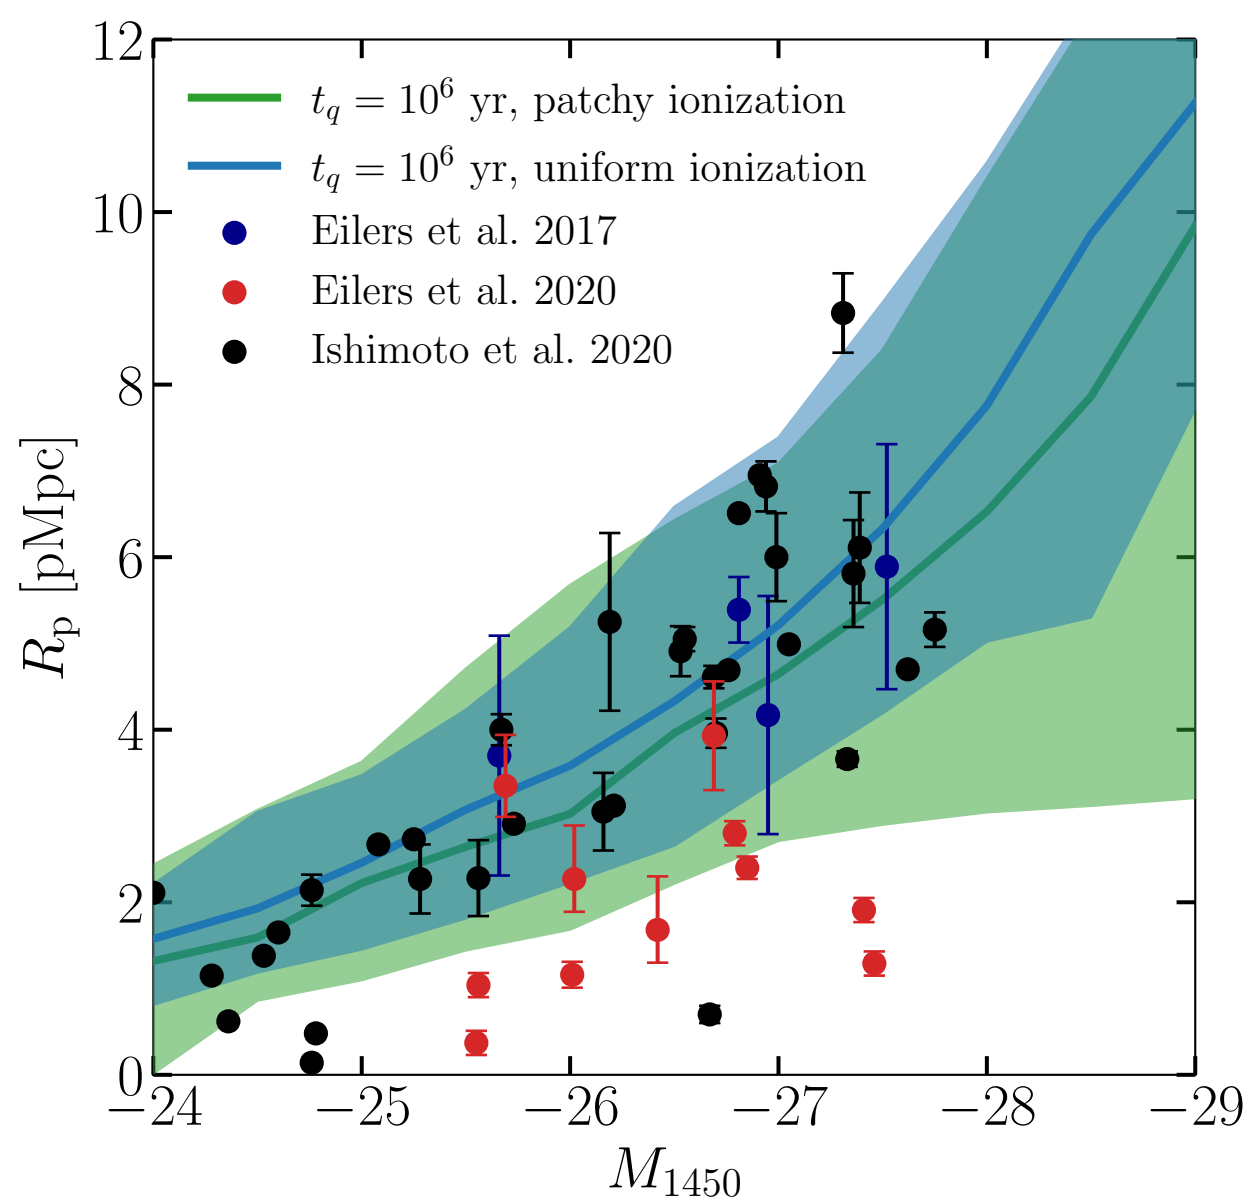 12
10
8
6
4
2
0
R_p [pMpc]
t_q = 10^6 yr, patchy ionization
t_q = 10^6 yr, uniform ionization
Eilers et al. 2017
Eilers et al. 2020
Ishimoto et al. 2020
−24 −25 −26 −27 −28 −29
M_1450